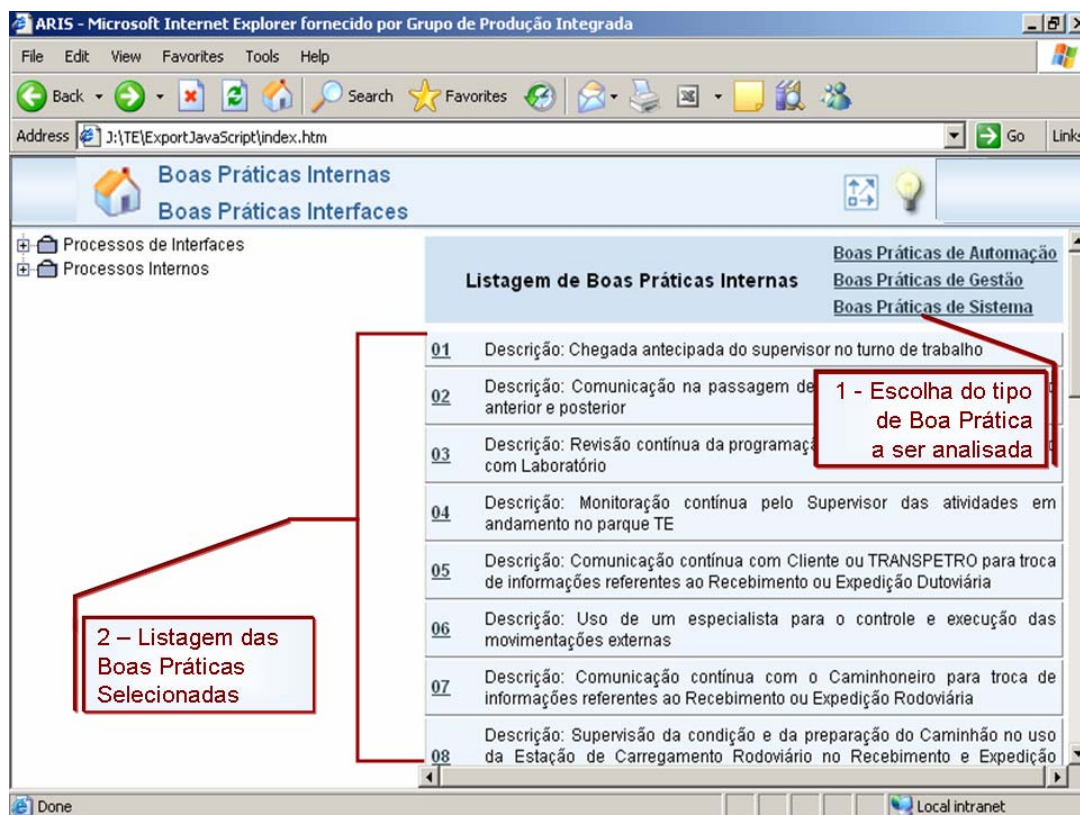 ARIS - Microsoft Internet Explorer fornecido por Grupo de Produção Integrada
File Edit View Favorites Tools Help
Back Search Favorites
Address J:\TE\ExportJavaScript\index.htm Go Links
Boas Práticas Internas
Boas Práticas Interfaces
Processos de Interfaces
Processos Internos
Listagem de Boas Práticas Internas
Boas Práticas de Automação
Boas Práticas de Gestão
Boas Práticas de Sistema
01 Descrição: Chegada antecipada do supervisor no turno de trabalho
02 Descrição: Comunicação na passagem de
anterior e posterior
03 Descrição: Revisão contínua da programaç
com Laboratório
04 Descrição: Monitoração contínua pelo Supervisor das atividades em
andamento no parque TE
05 Descrição: Comunicação contínua com Cliente ou TRANSPETRO para troca
de informações referentes ao Recebimento ou Expedição Dutoviária
06 Descrição: Uso de um especialista para o controle e execução das
movimentações externas
07 Descrição: Comunicação contínua com o Caminhoneiro para troca de
informações referentes ao Recebimento ou Expedição Rodoviária
08 Descrição: Supervisão da condição e da preparação do Caminhão no uso
da Estação de Carregamento Rodoviário no Recebimento e Expedição
1 - Escolha do tipo
de Boa Prática
a ser analisada
2 – Listagem das
Boas Práticas
Selecionadas
Done Local intranet